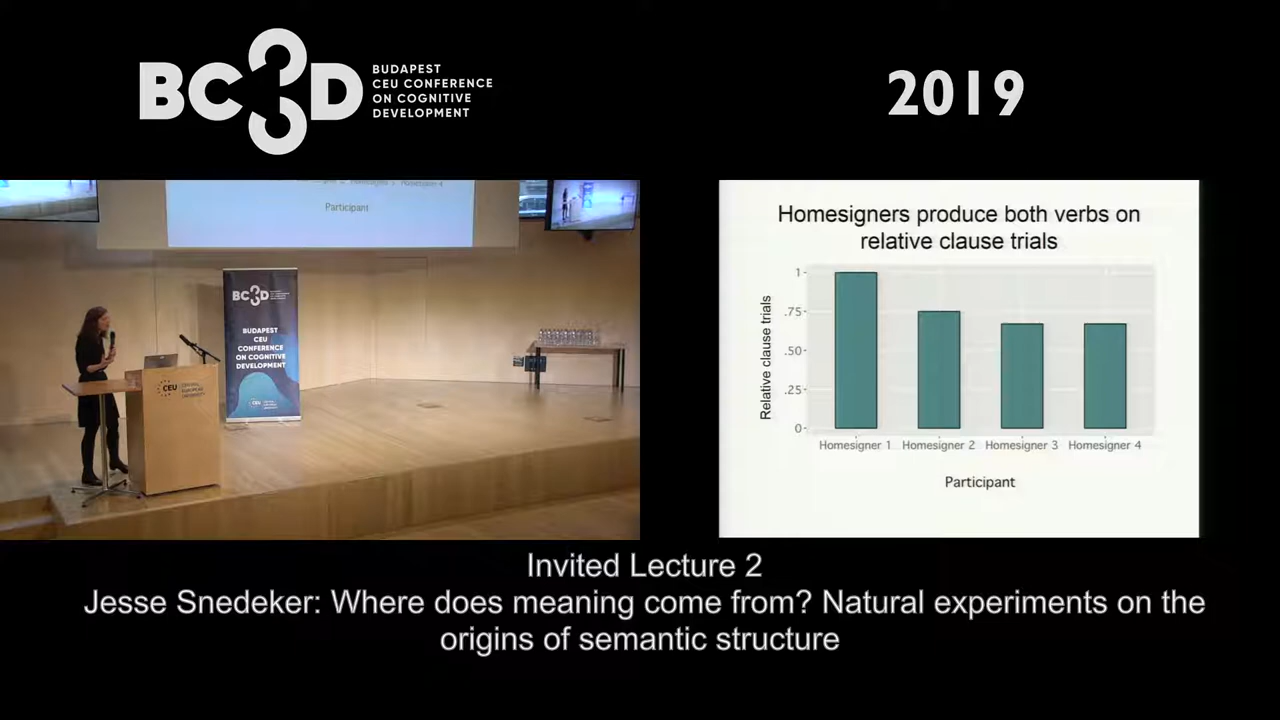 BC3D
BUDAPEST
CEU CONFERENCE
ON COGNITIVE
DEVELOPMENT
2019
Participant
BC3D
BUDAPEST
CEU
CONFERENCE
ON COGNITIVE
DEVELOPMENT
CEU
CEU
Homesigners produce both verbs on
relative clause trials
Relative clause trials
1
.75
.50
.25
0
Homesigner 1 Homesigner 2 Homesigner 3 Homesigner 4
Participant
Invited Lecture 2
Jesse Snedeker: Where does meaning come from? Natural experiments on the
origins of semantic structure